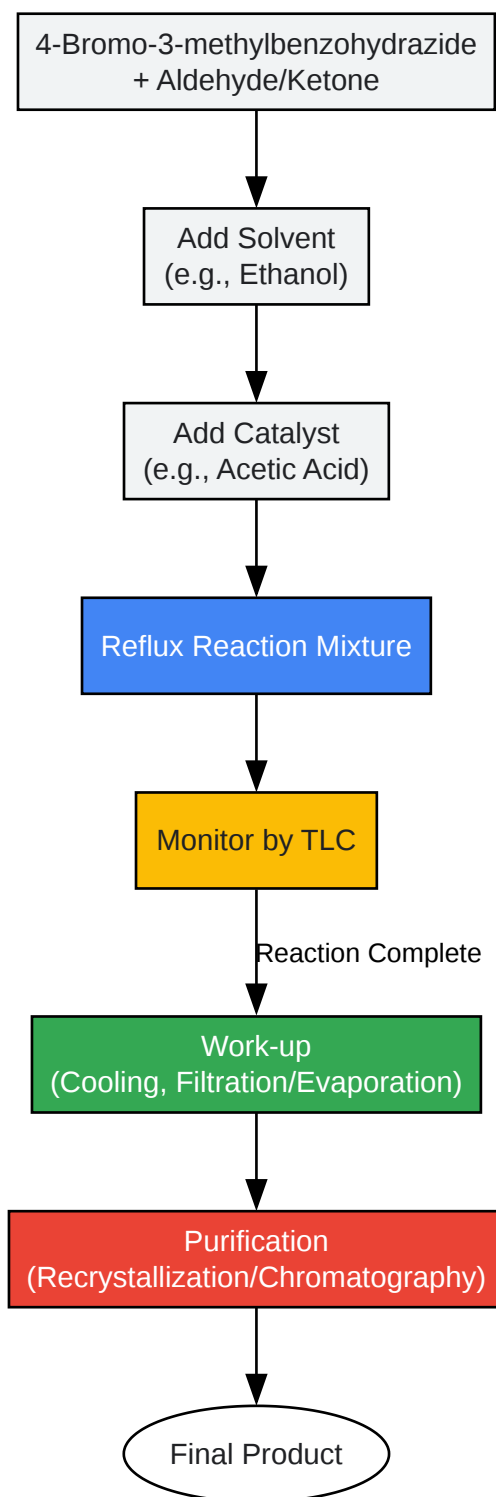 4-Bromo-3-methylbenzohydrazide
+ Aldehyde/Ketone
Add Solvent
(e.g., Ethanol)
Add Catalyst
(e.g., Acetic Acid)
Reflux Reaction Mixture
Monitor by TLC
Reaction Complete
Work-up
(Cooling, Filtration/Evaporation)
Purification
(Recrystallization/Chromatography)
Final Product